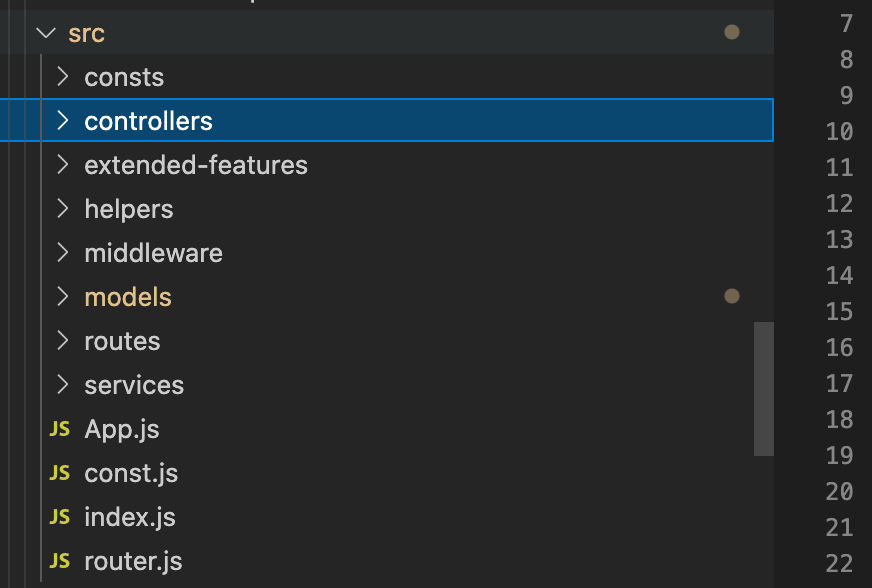 src
consts
controllers
extended-features
helpers
middleware
models
routes
services
JS App.js
JS const.js
JS index.js
JS router.js
7
8
9
10
11
12
13
14
15
16
17
18
19
20
21
22